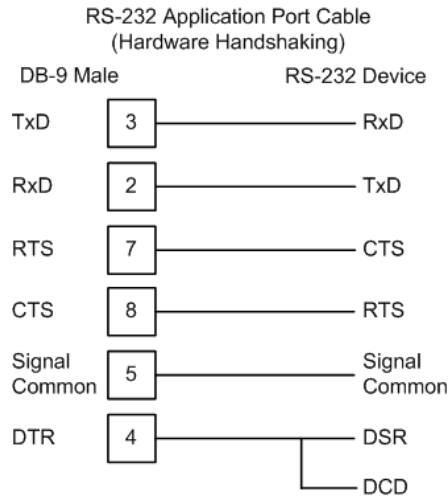 RS-232 Application Port Cable
(Hardware Handshaking)
DB-9 Male RS-232 Device
TxD 3 RxD
RxD 2 TxD
RTS 7 CTS
CTS 8 RTS
Signal Common 5 Signal Common
DTR 4 DSR
DCD